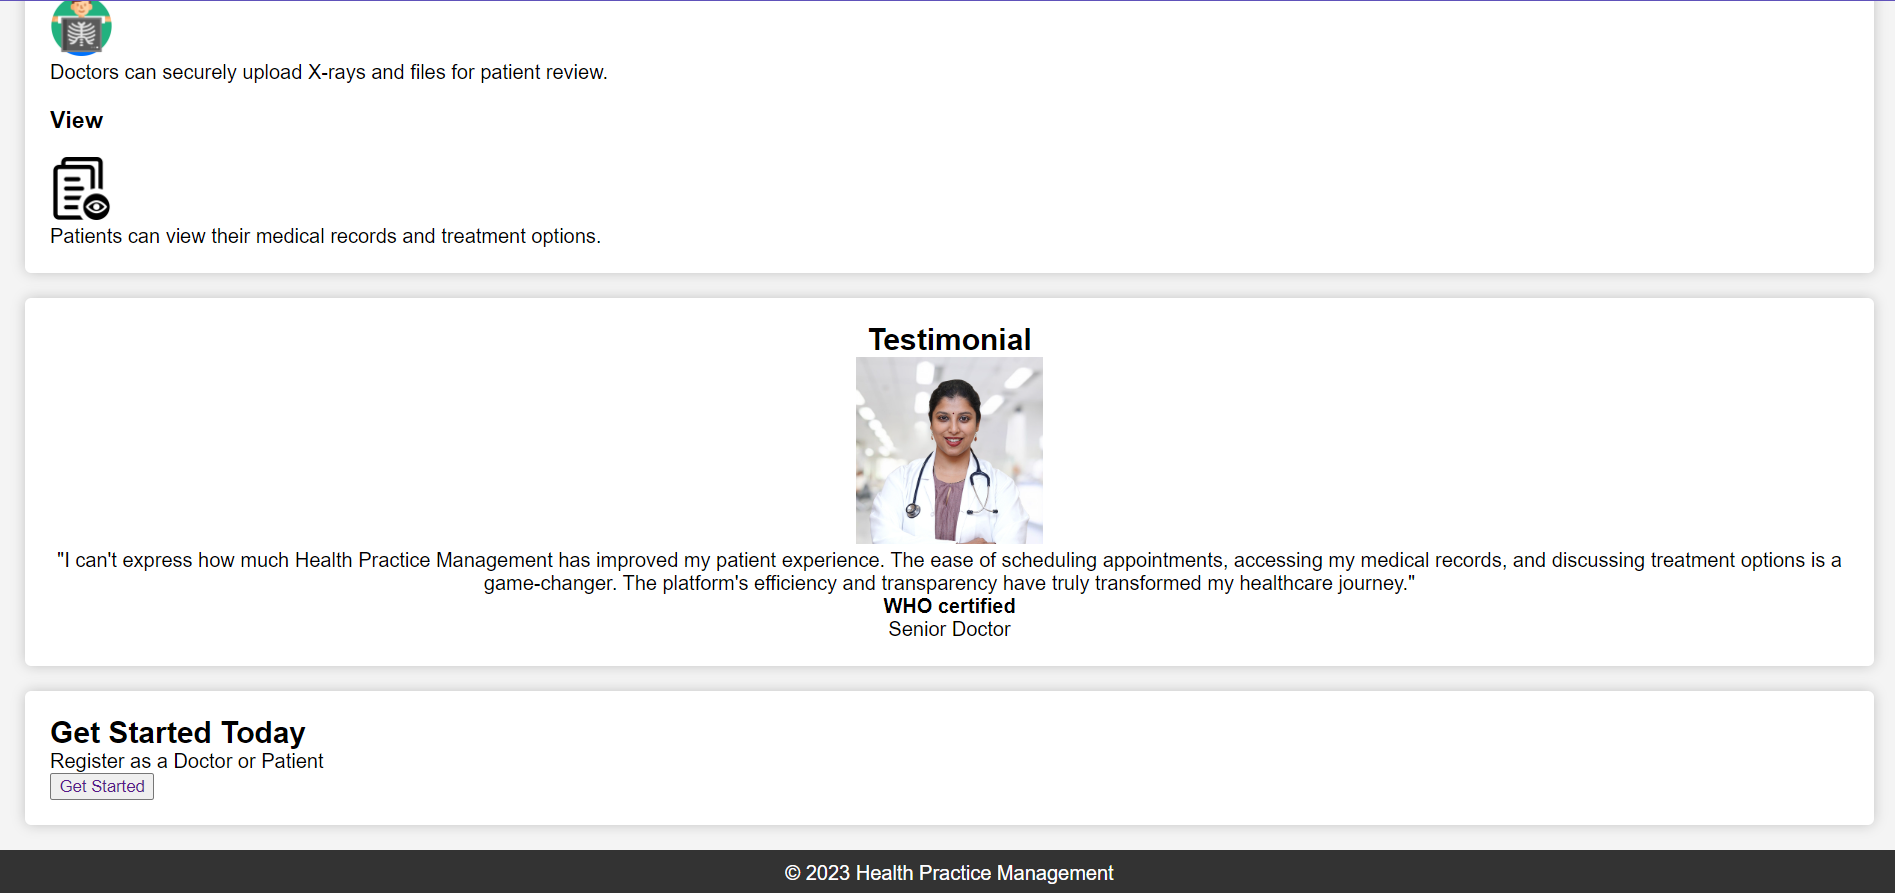 Doctors can securely upload X-rays and files for patient review.
View
Patients can view their medical records and treatment options.
Testimonial
"I can't express how much Health Practice Management has improved my patient experience. The ease of scheduling appointments, accessing my medical records, and discussing treatment options is a
game-changer. The platform's efficiency and transparency have truly transformed my healthcare journey."
WHO certified
Senior Doctor
Get Started Today
Register as a Doctor or Patient
Get Started
© 2023 Health Practice Management